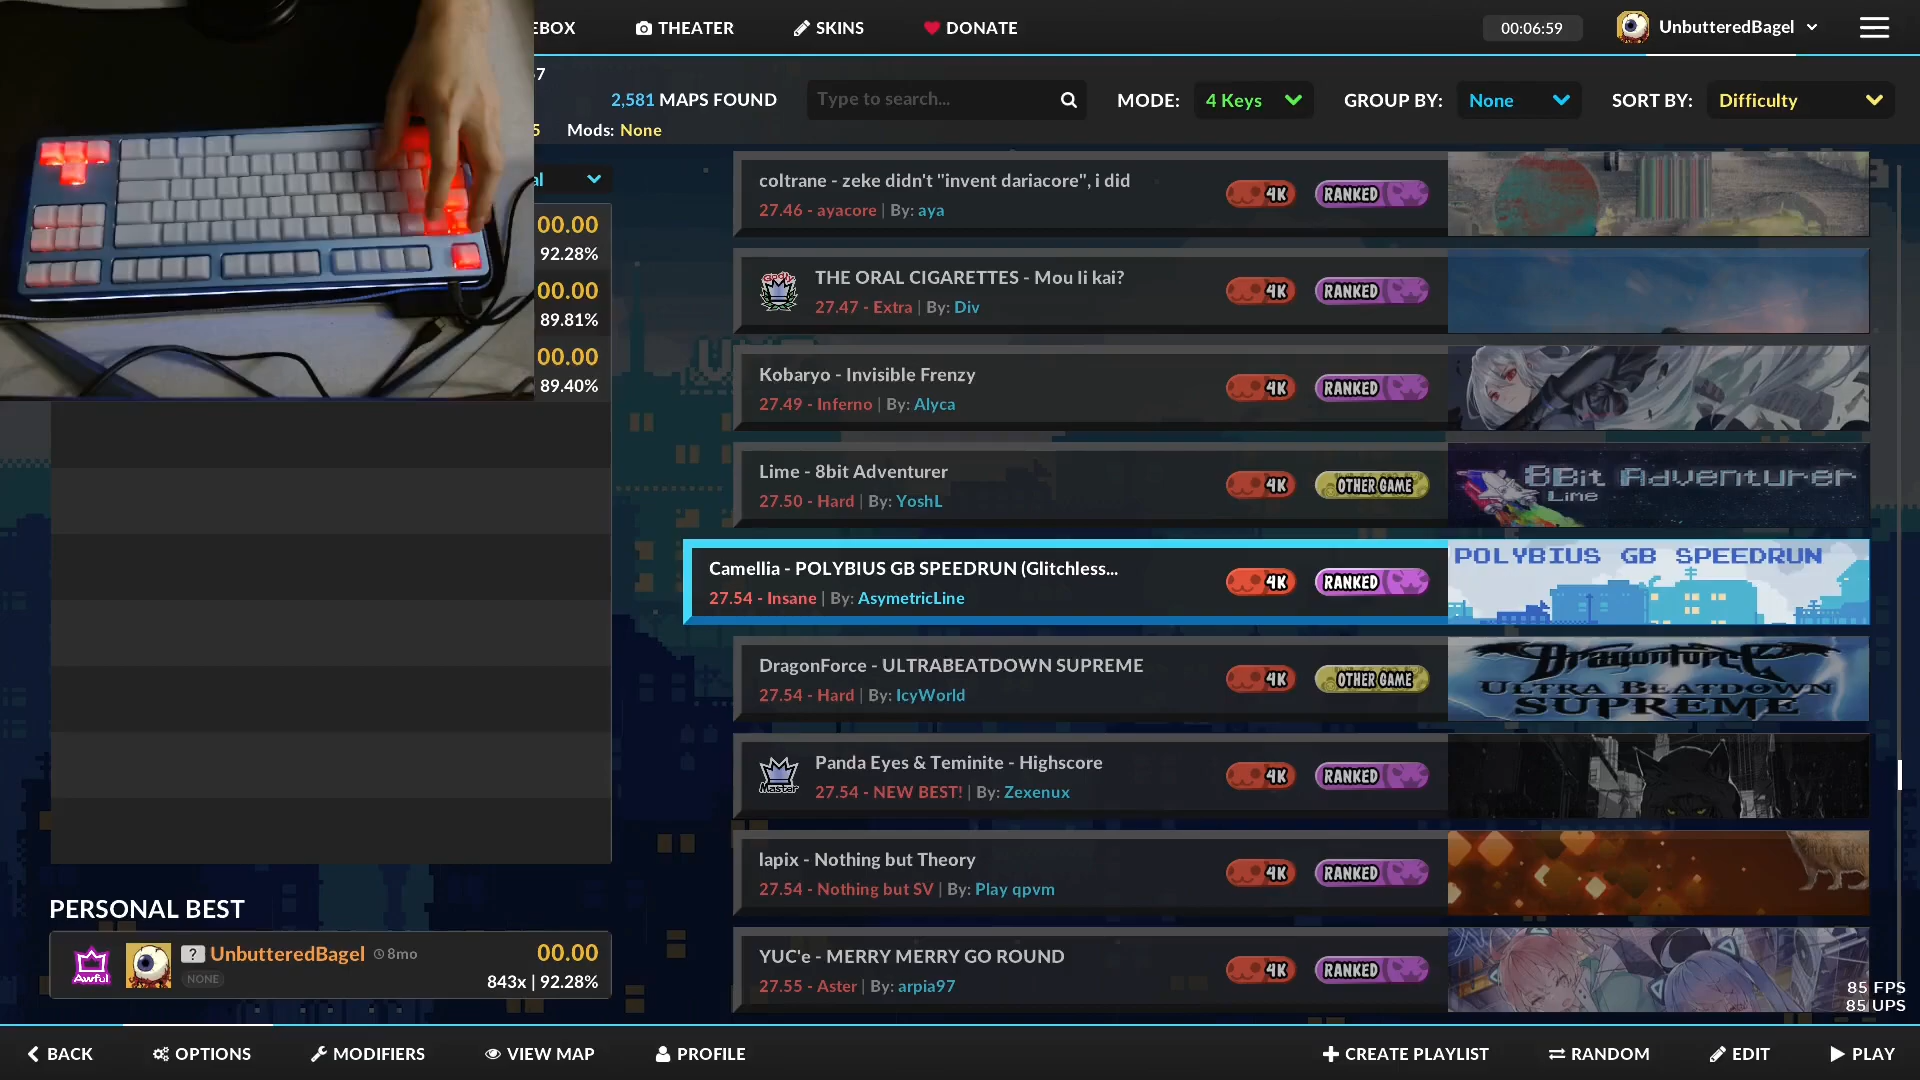 EBOX
THEATER
SKINS
DONATE
00:06:59
UnbutteredBagel
2,581 MAPS FOUND
Type to search...
MODE: 4 Keys
GROUP BY: None
SORT BY: Difficulty
Mods: None
00.00
92.28%
00.00
89.81%
00.00
89.40%
coltrane - zeke didn't "invent dariacore", i did
27.46 - ayacore | By: aya
4K
RANKED
THE ORAL CIGARETTES - Mou Ii kai?
27.47 - Extra | By: Div
4K
RANKED
Kobaryo - Invisible Frenzy
27.49 - Inferno | By: Alyca
4K
RANKED
Lime - 8bit Adventurer
27.50 - Hard | By: YoshL
4K
OTHER GAME
8Bit Adventurer
Lime
Camellia - POLYBIUS GB SPEEDRUN (Glitchless...
27.54 - Insane | By: AsymetricLine
4K
RANKED
POLYBIUS GB SPEEDRUN
DragonForce - ULTRABEATDOWN SUPREME
27.54 - Hard | By: IcyWorld
4K
OTHER GAME
DragonForce
ULTRA BEATDOWN
SUPREME
Panda Eyes & Teminite - Highscore
27.54 - NEW BEST! | By: Zexenux
Master
4K
RANKED
lapix - Nothing but Theory
27.54 - Nothing but SV | By: Play qpvm
4K
RANKED
YUC'e - MERRY MERRY GO ROUND
27.55 - Aster | By: arpia97
4K
RANKED
PERSONAL BEST
Awful
? UnbutteredBagel 8mo
NONE
00.00
843x | 92.28%
85 FPS
85 UPS
BACK
OPTIONS
MODIFIERS
VIEW MAP
PROFILE
CREATE PLAYLIST
RANDOM
EDIT
PLAY